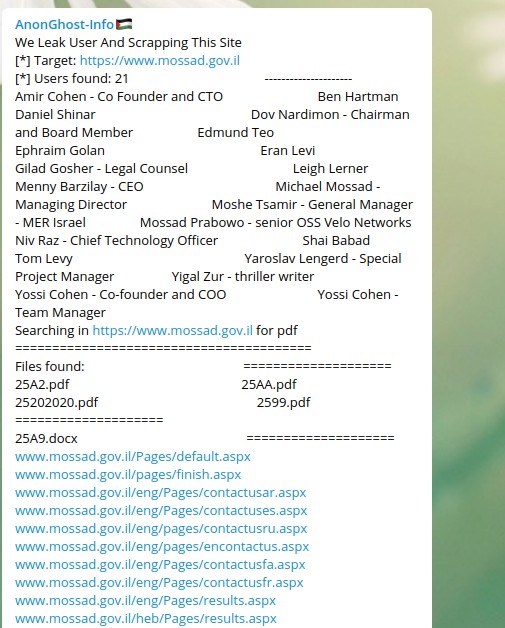 AnonGhost-Info🇵🇸
We Leak User And Scrapping This Site
[*] Target: https://www.mossad.gov.il
[*] Users found: 21 ---------------------
Amir Cohen - Co Founder and CTO Ben Hartman
Daniel Shinar Dov Nardimon - Chairman
and Board Member Edmund Teo
Ephraim Golan Eran Levi
Gilad Gosher - Legal Counsel Leigh Lerner
Menny Barzilay - CEO Michael Mossad -
Managing Director Moshe Tsamir - General Manager
- MER Israel Mossad Prabowo - senior OSS Velo Networks
Niv Raz - Chief Technology Officer Shai Babad
Tom Levy Yaroslav Lengerd - Special
Project Manager Yigal Zur - thriller writer
Yossi Cohen - Co-founder and COO Yossi Cohen -
Team Manager
Searching in https://www.mossad.gov.il for pdf
========================================
Files found: ====================
25A2.pdf 25AA.pdf
25202020.pdf 2599.pdf
====================
25A9.docx ====================
www.mossad.gov.il/Pages/default.aspx
www.mossad.gov.il/pages/finish.aspx
www.mossad.gov.il/eng/Pages/contactusar.aspx
www.mossad.gov.il/eng/Pages/contactuses.aspx
www.mossad.gov.il/eng/pages/contactusru.aspx
www.mossad.gov.il/eng/pages/encontactus.aspx
www.mossad.gov.il/eng/Pages/contactusfa.aspx
www.mossad.gov.il/eng/Pages/contactusfr.aspx
www.mossad.gov.il/eng/Pages/results.aspx
www.mossad.gov.il/heb/Pages/results.aspx